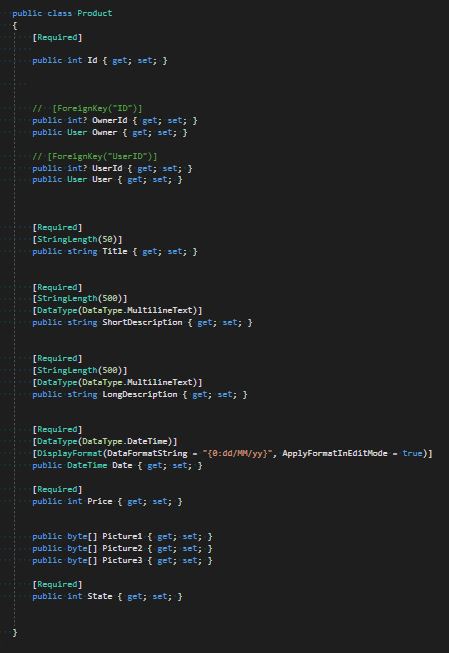 public class Product
{
[Required]
public int Id { get; set; }
// [ForeignKey("ID")]
public int? OwnerId { get; set; }
public User Owner { get; set; }
// [ForeignKey("UserID")]
public int? UserId { get; set; }
public User User { get; set; }
[Required]
[StringLength(50)]
public string Title { get; set; }
[Required]
[StringLength(500)]
[DataType(DataType.MultilineText)]
public string ShortDescription { get; set; }
[Required]
[StringLength(500)]
[DataType(DataType.MultilineText)]
public string LongDescription { get; set; }
[Required]
[DataType(DataType.DateTime)]
[DisplayFormat(DataFormatString = "{0:dd/MM/yy}", ApplyFormatInEditMode = true)]
public DateTime Date { get; set; }
[Required]
public int Price { get; set; }
public byte[] Picture1 { get; set; }
public byte[] Picture2 { get; set; }
public byte[] Picture3 { get; set; }
[Required]
public int State { get; set; }
}